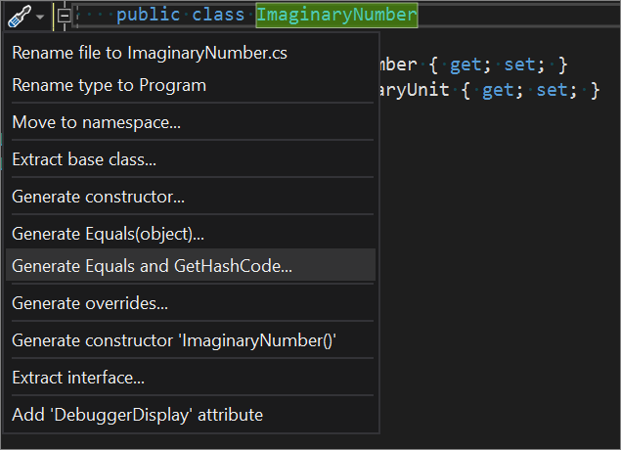 public class ImaginaryNumber
mber { get; set; }
aryUnit { get; set; }
Rename file to ImaginaryNumber.cs
Rename type to Program
Move to namespace...
Extract base class...
Generate constructor...
Generate Equals(object)...
Generate Equals and GetHashCode...
Generate overrides...
Generate constructor 'ImaginaryNumber()'
Extract interface...
Add 'DebuggerDisplay' attribute